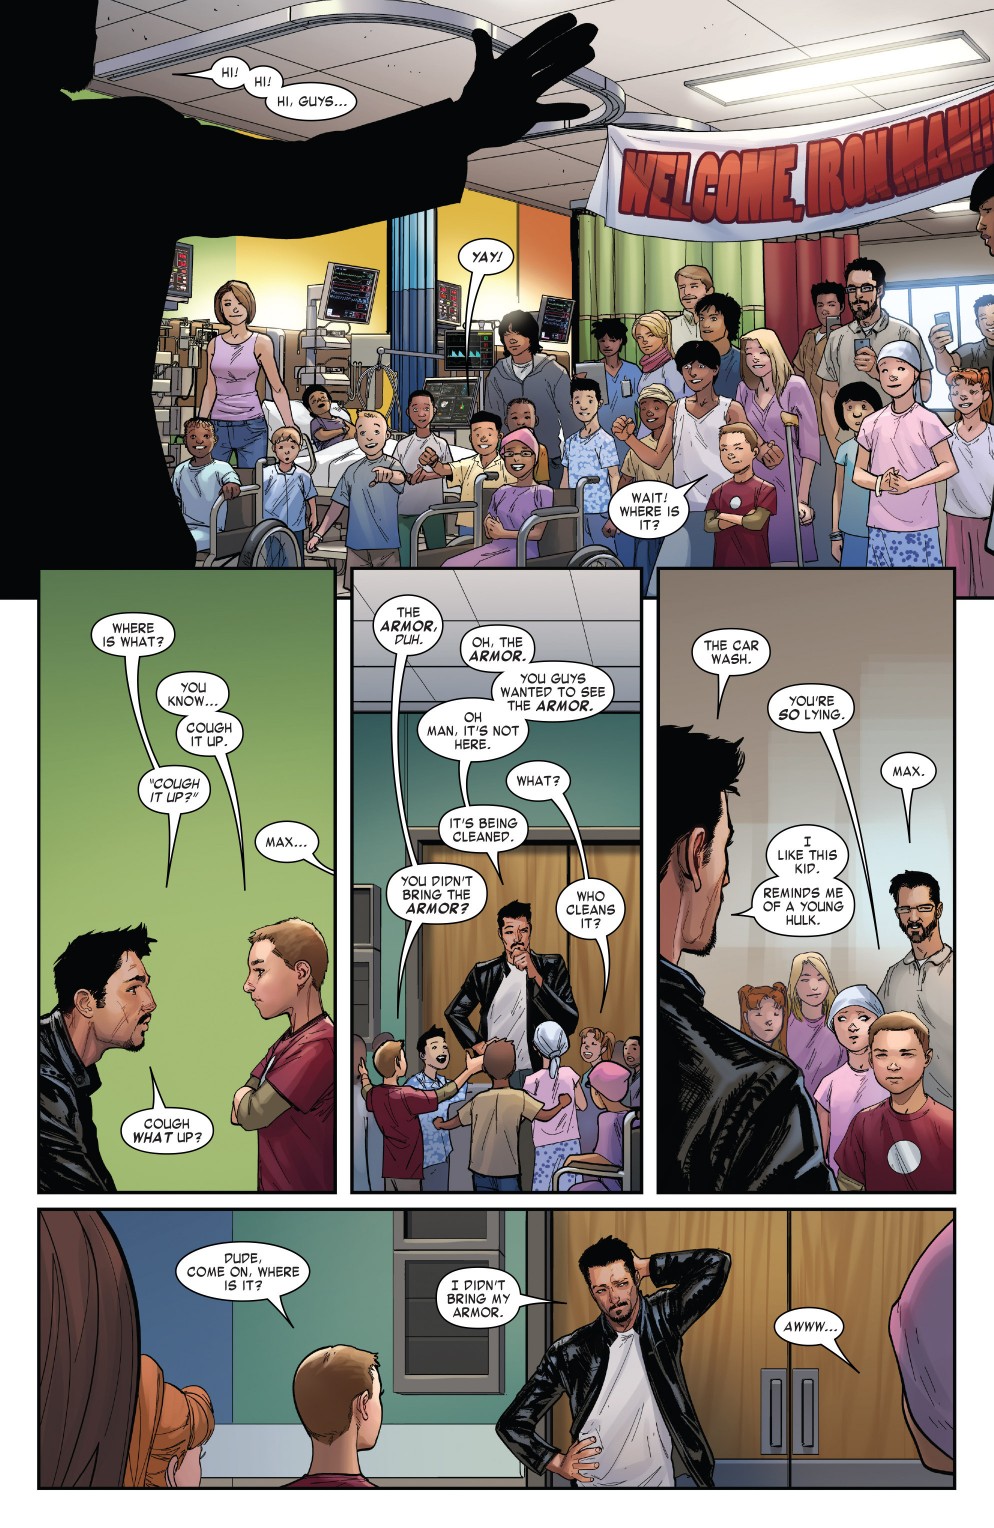 HI!
HI!
HI, GUYS...
WELCOME, IRON MAN!!
YAY!
WAIT!
WHERE IS
IT?
WHERE
IS WHAT?
YOU
KNOW...
COUGH
IT UP.
"COUGH
IT UP?"
MAX...
COUGH
WHAT UP?
THE
ARMOR,
DUH.
OH, THE
ARMOR.
YOU GUYS
WANTED TO SEE
THE ARMOR.
OH
MAN, IT'S NOT
HERE.
WHAT?
IT'S BEING
CLEANED.
YOU DIDN'T
BRING THE
ARMOR?
WHO
CLEANS
IT?
THE CAR
WASH.
YOU'RE
SO LYING.
MAX.
I
LIKE THIS
KID.
REMINDS ME
OF A YOUNG
HULK.
DUDE,
COME ON, WHERE
IS IT?
I DIDN'T
BRING MY
ARMOR.
AWWW...